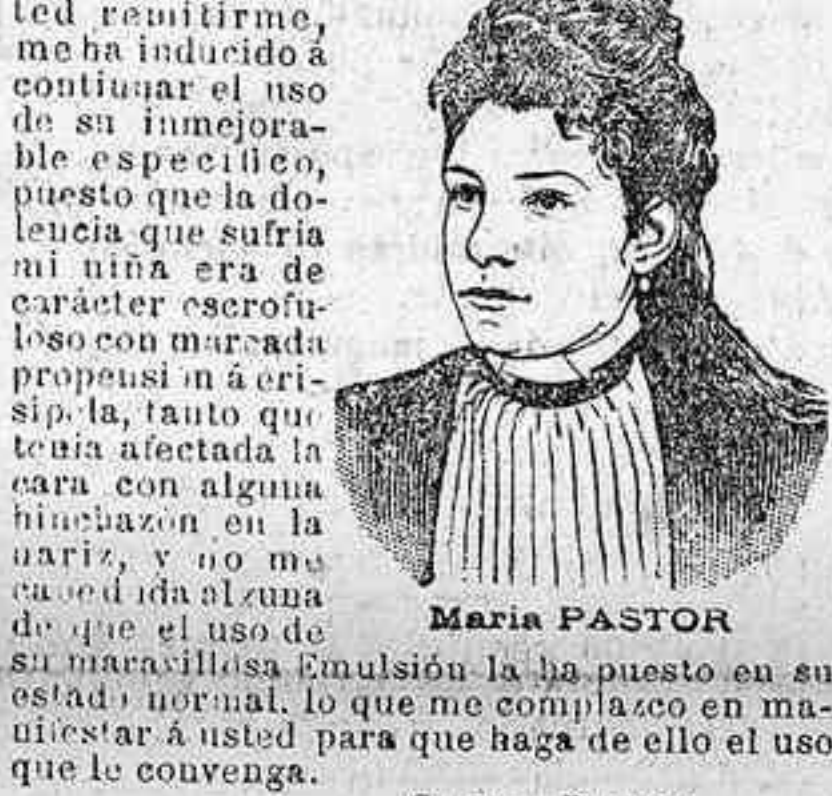 ted remitirme,
me ha inducido á
continuar el uso
de su inmejora-
ble especifico,
puesto que la do-
lencia que sufria
mi niña era de
carácter escrofu-
loso con marcada
propensión á eri-
sipela, tanto que
tenia afectada la
cara con alguna
hinchazón en la
nariz, y no me
cabe duda alguna
de que el uso de
Maria PASTOR
su maravillosa Emulsión la ha puesto en su
estado normal, lo que me complazco en ma-
nifestar á usted para que haga de ello el uso
que le convenga.